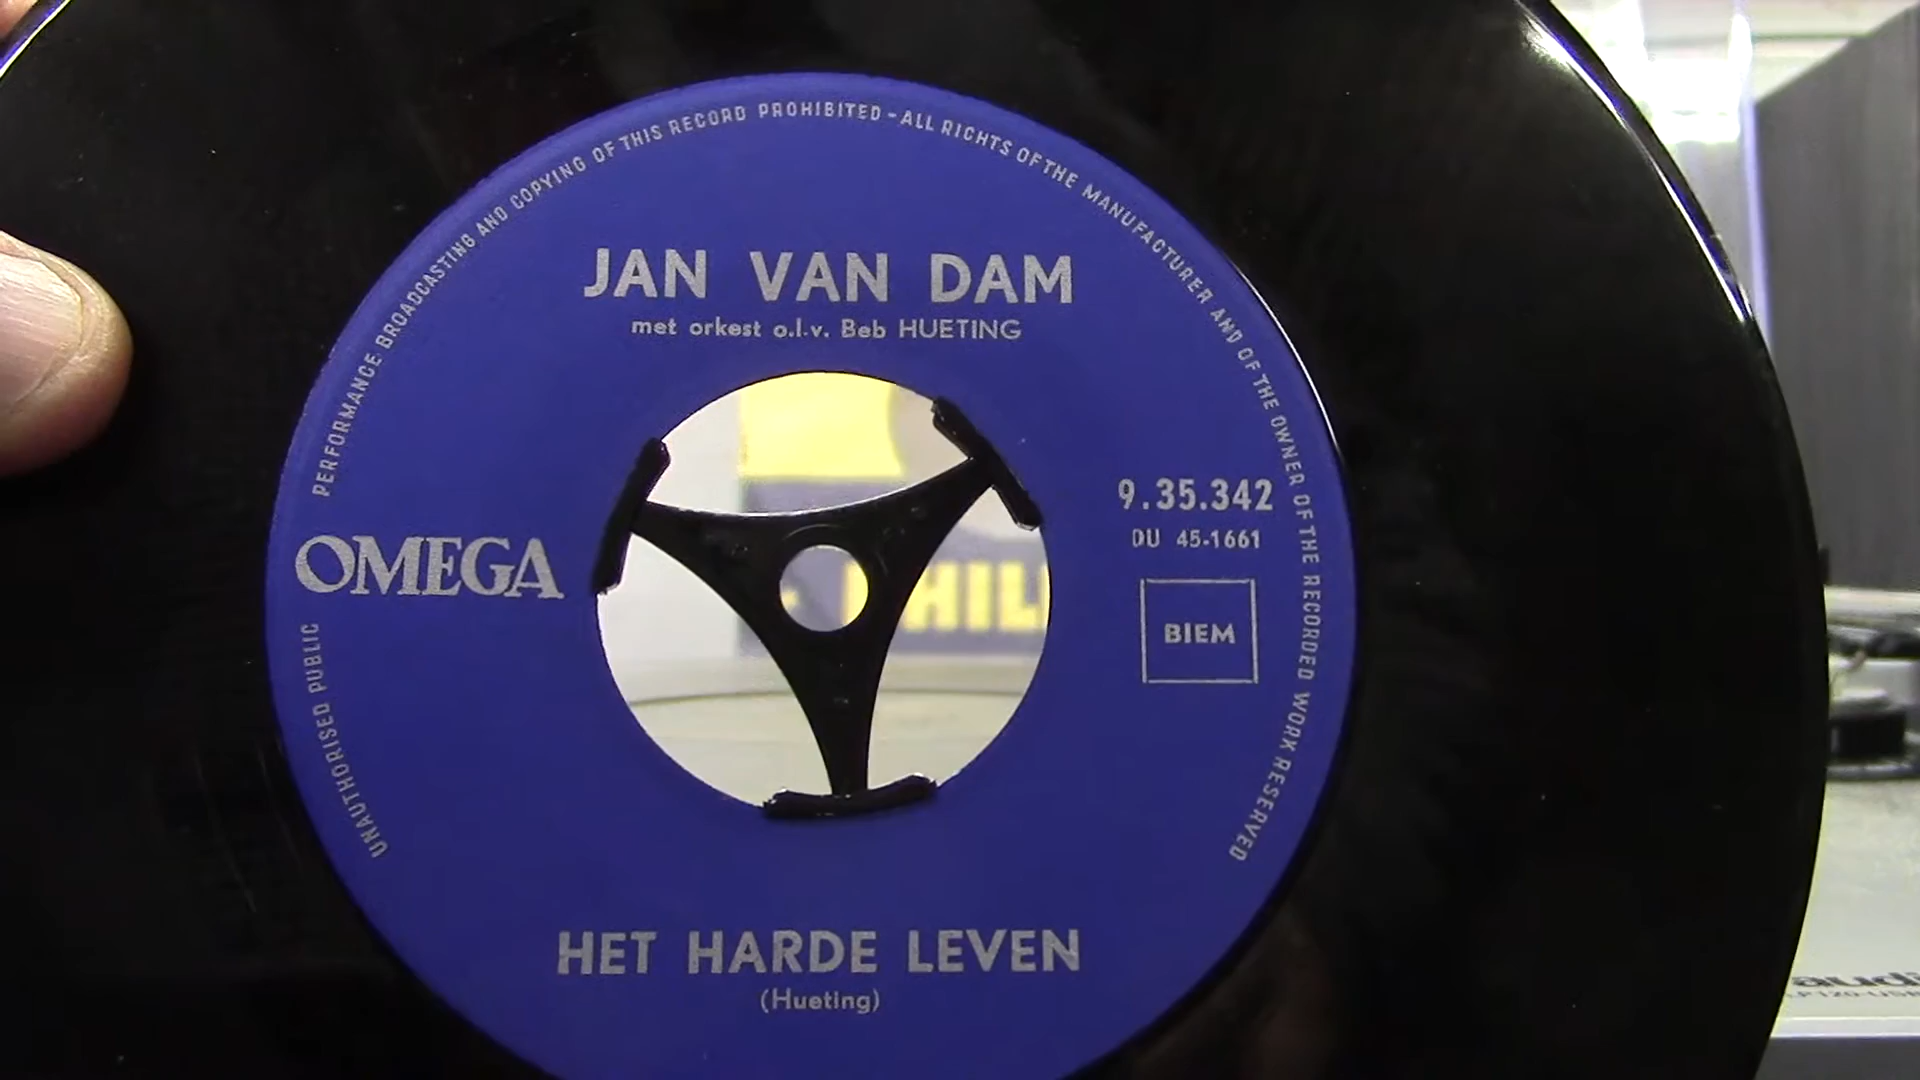 UNAUTHORISED PUBLIC PERFORMANCE BROADCASTING AND COPYING OF THIS RECORD PROHIBITED - ALL RIGHTS OF THE MANUFACTURER AND OF THE OWNER OF THE RECORDED WORK RESERVED
JAN VAN DAM
met orkest o.l.v. Beb HUETING
9.35.342
DU 45-1661
OMEGA
BIEM
HET HARDE LEVEN
(Hueting)